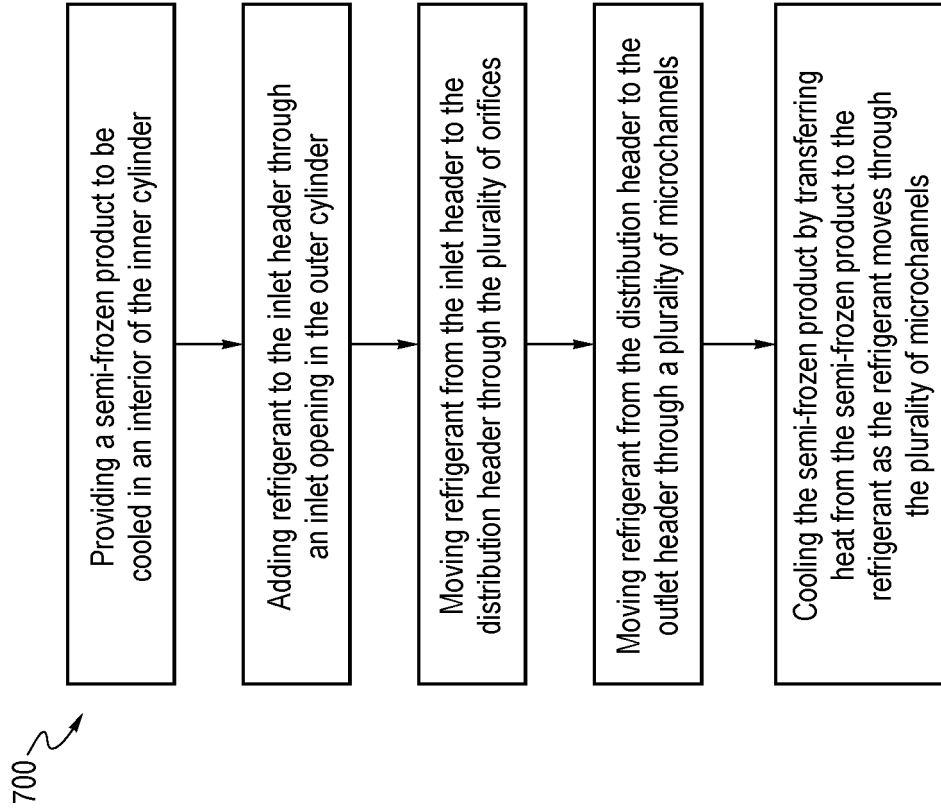 700
Providing a semi-frozen product to be
cooled in an interior of the inner cylinder
Adding refrigerant to the inlet header through
an inlet opening in the outer cylinder
Moving refrigerant from the inlet header to the
distribution header through the plurality of orifices
Moving refrigerant from the distribution header to the
outlet header through a plurality of microchannels
Cooling the semi-frozen product by transferring
heat from the semi-frozen product to the
refrigerant as the refrigerant moves through
the plurality of microchannels